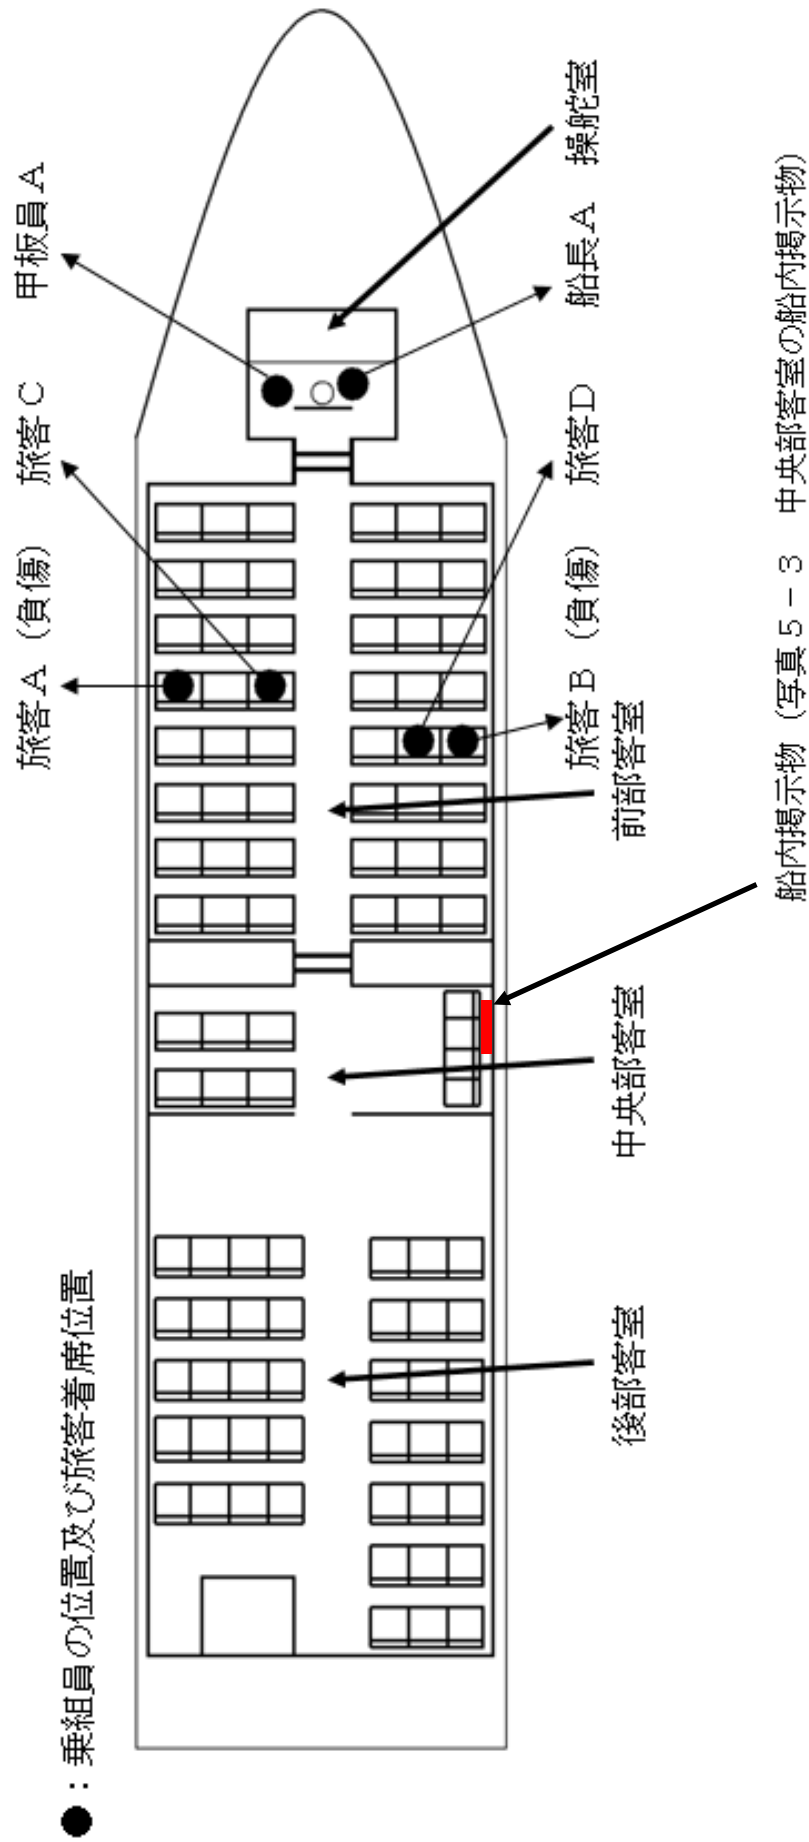 ●：乗組員の位置及び旅客着席位置
旅客Ａ（負傷）
旅客Ｃ
甲板員Ａ
後部客室
中央部客室
前部客室
旅客Ｂ（負傷）
旅客Ｄ
船長Ａ
操舵室
船内掲示物（写真５－３　中央部客室の船内掲示物）